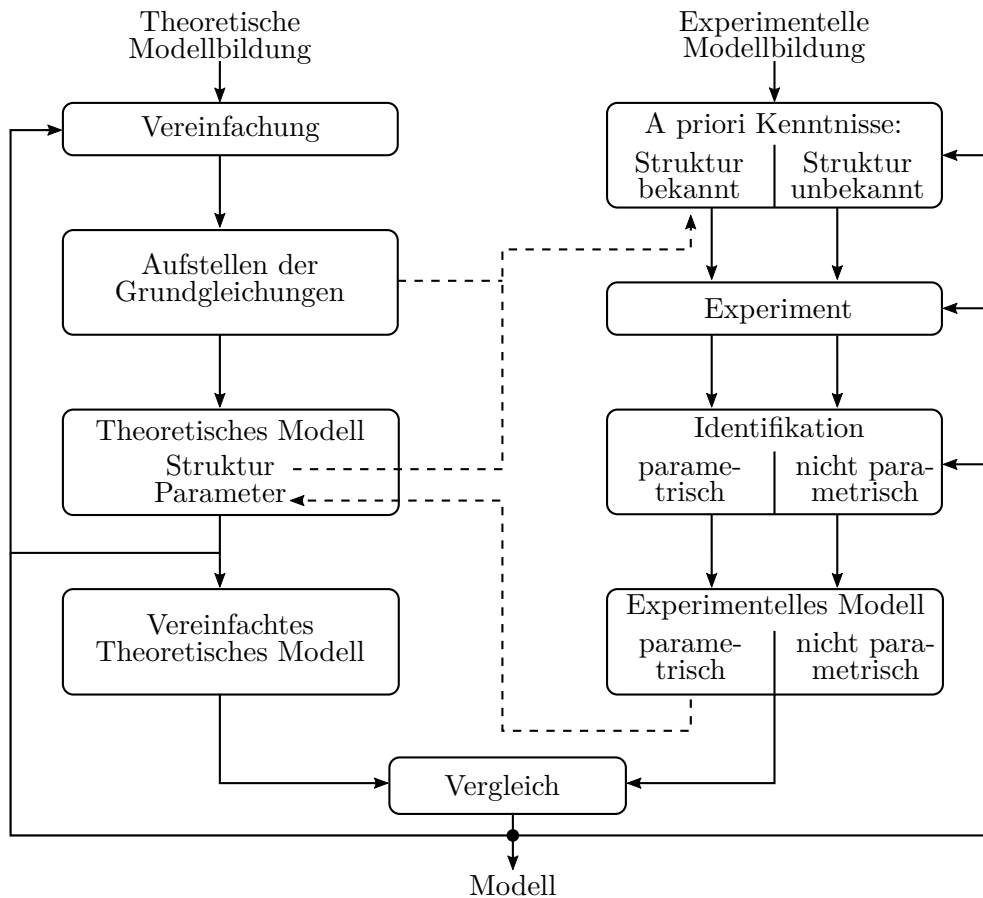 Theoretische
Modellbildung
Vereinfachung
Aufstellen der
Grundgleichungen
Theoretisches Modell
Struktur
Parameter
Vereinfachtes
Theoretisches Modell
Experimentelle
Modellbildung
A priori Kenntnisse:
Struktur
bekannt
Struktur
unbekannt
Experiment
Identifikation
parame-
trisch
nicht para-
metrisch
Experimentelles Modell
parame-
trisch
nicht para-
metrisch
Vergleich
Modell